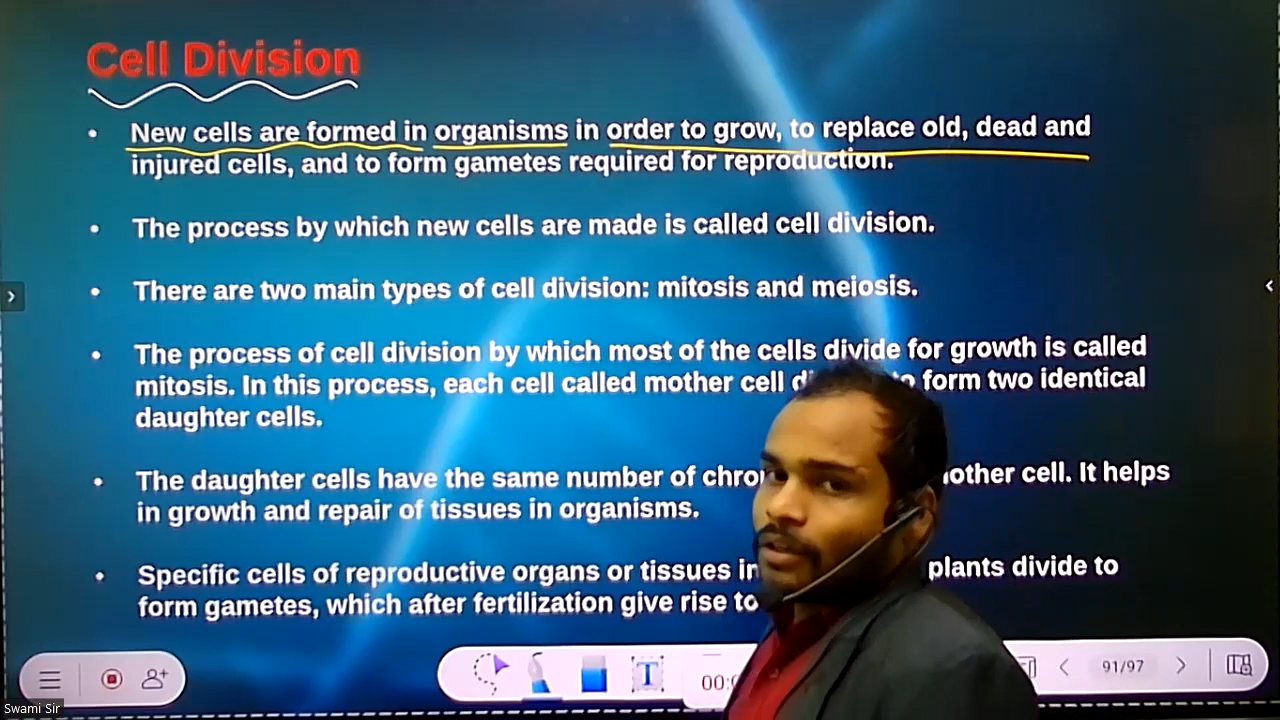 Cell Division
• New cells are formed in organisms in order to grow, to replace old, dead and
injured cells, and to form gametes required for reproduction.
• The process by which new cells are made is called cell division.
• There are two main types of cell division: mitosis and meiosis.
• The process of cell division by which most of the cells divide for growth is called
mitosis. In this process, each cell called mother cell to form two identical
daughter cells.
• The daughter cells have the same number of cell. It helps
in growth and repair of tissues in organisms.
• Specific cells of reproductive organs or tissues in plants divide to
form gametes, which after fertilization give rise to
T
91/97
Swami Sir